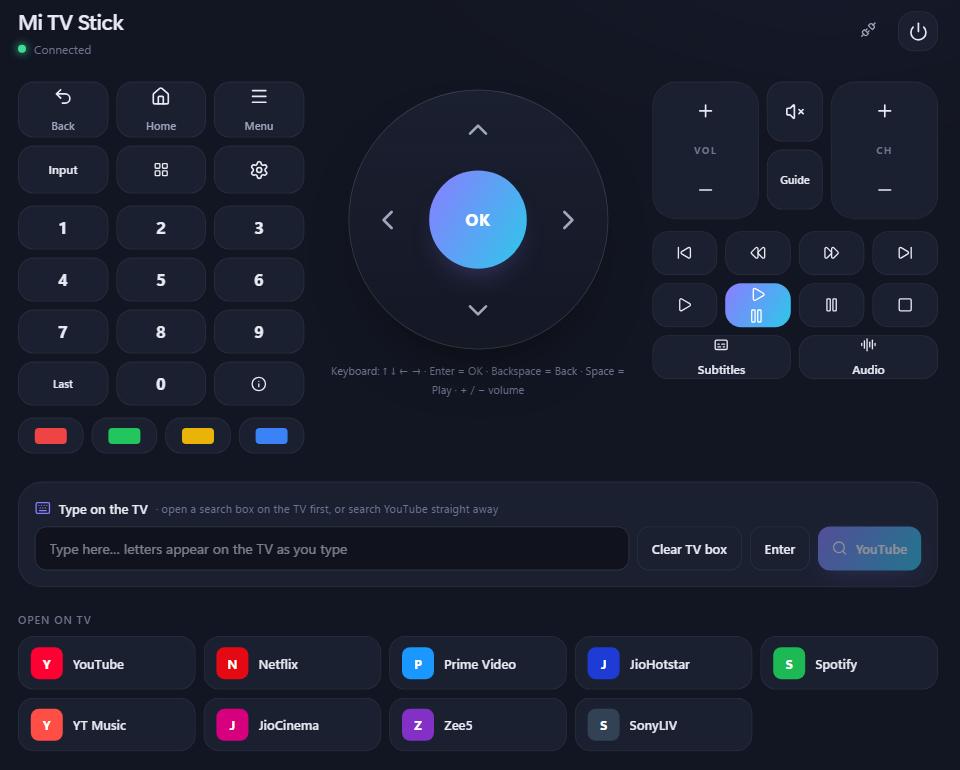 Mi TV Stick
Connected
Back Home Menu
Input
1 2 3
4 5 6
7 8 9
Last 0
OK
Keyboard: ↑ ↓ ← → · Enter = OK · Backspace = Back · Space =
Play · + / − volume
VOL
Guide
CH
Subtitles Audio
Type on the TV · open a search box on the TV first, or search YouTube straight away
Type here... letters appear on the TV as you type
Clear TV box
Enter
YouTube
OPEN ON TV
Y YouTube
N Netflix
P Prime Video
J JioHotstar
S Spotify
Y YT Music
J JioCinema
Z Zee5
S SonyLIV